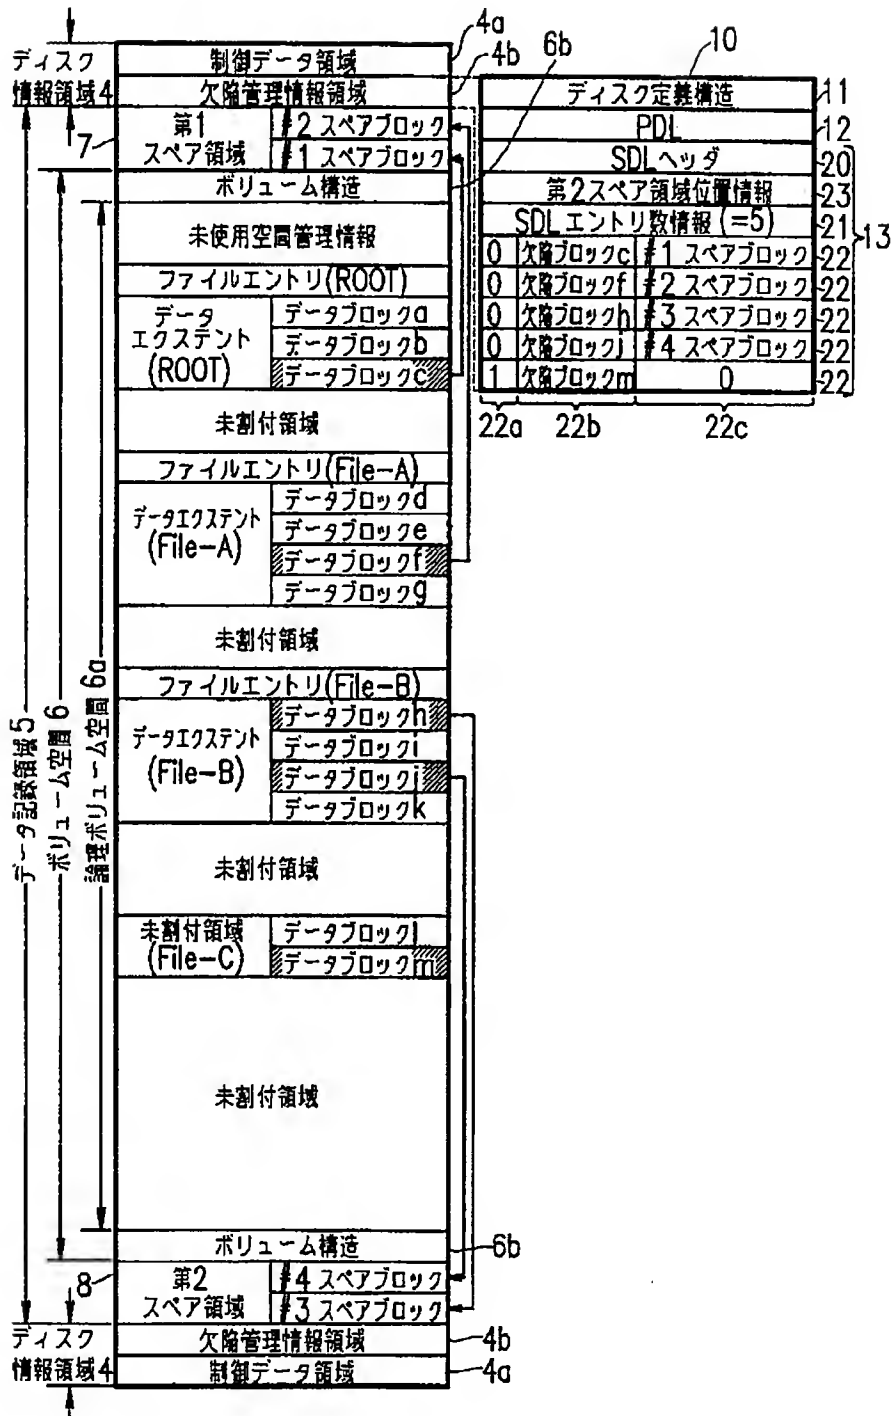 4a
ディスク
情報領域4
制御データ領域
4b
欠陥管理情報領域
6b
7
第1
スペア領域
#2 スペアブロック
#1 スペアブロック
ボリューム構造
未使用空間管理情報
ファイルエントリ(ROOT)
データ
エクステント
(ROOT)
データブロックa
データブロックb
データブロックc
未割付領域
ファイルエントリ(File-A)
データエクステント
(File-A)
データブロックd
データブロックe
データブロックf
データブロックg
未割付領域
ファイルエントリ(File-B)
データエクステント
(File-B)
データブロックh
データブロックi
データブロックj
データブロックk
未割付領域
未割付領域
(File-C)
データブロックl
データブロックm
未割付領域
ボリューム構造
6b
8
第2
スペア領域
#4 スペアブロック
#3 スペアブロック
ディスク
情報領域4
欠陥管理情報領域
4b
制御データ領域
4a
データ記録領域 5
ボリューム空間 6
論理ボリューム空間 6a
10
ディスク定義構造
11
PDL
12
SDLヘッダ
20
第2スペア領域位置情報
23
SDLエントリ数情報(=5)
21
13
0 欠陥ブロックc #1 スペアブロック 22
0 欠陥ブロックf #2 スペアブロック 22
0 欠陥ブロックh #3 スペアブロック 22
0 欠陥ブロックj #4 スペアブロック 22
1 欠陥ブロックm 0 22
22a 22b 22c